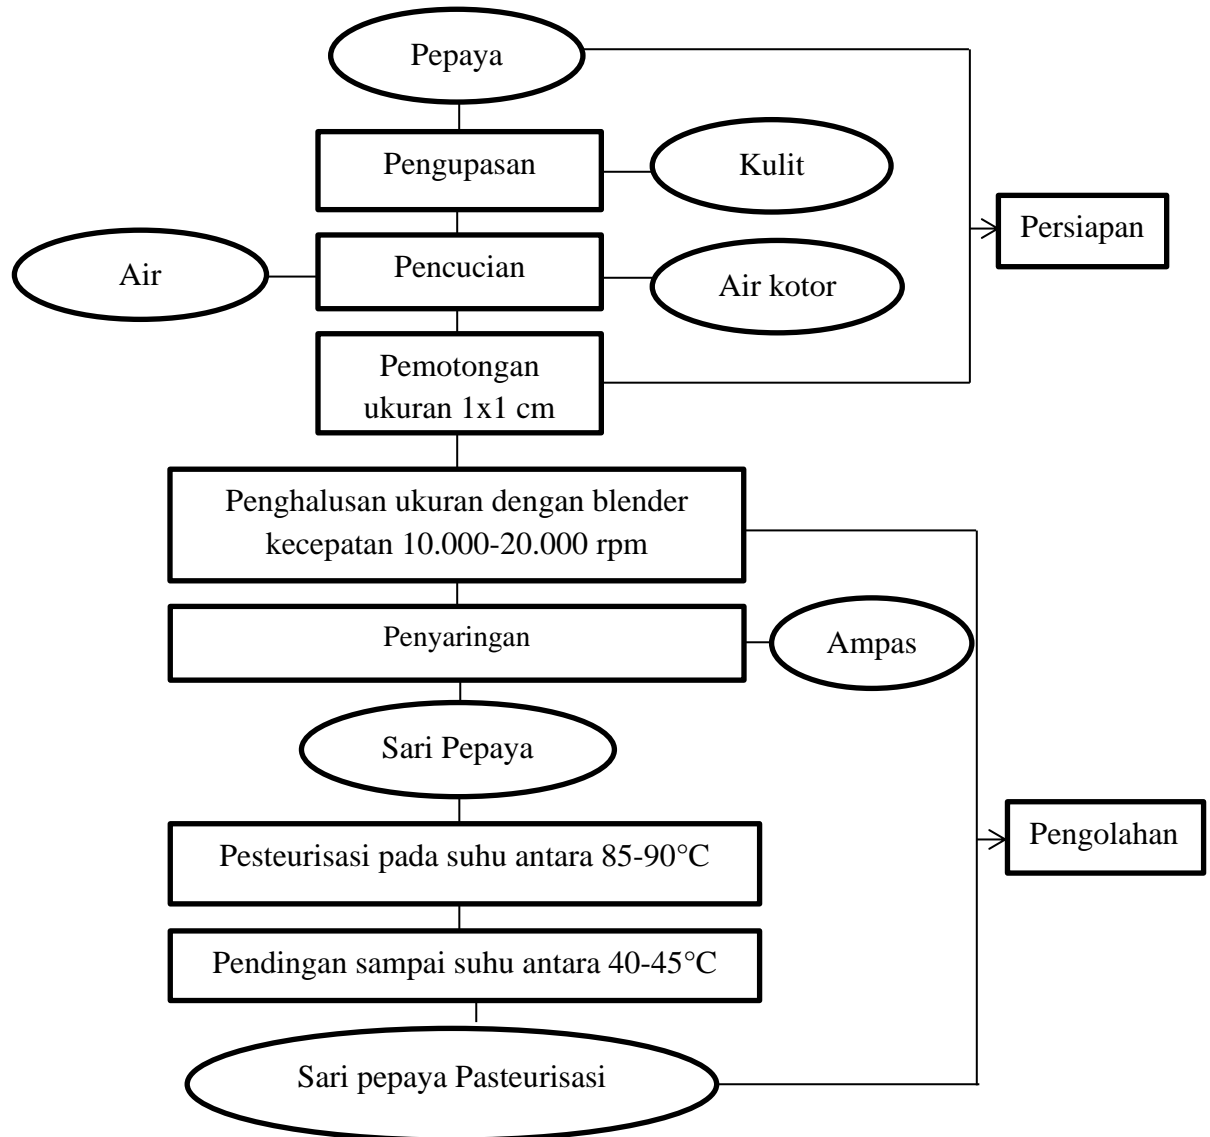 Pepaya
Pengupasan
Kulit
Persiapan
Air
Pencucian
Air kotor
Pemotongan
ukuran 1x1 cm
Penghalusan ukuran dengan blender
kecepatan 10.000-20.000 rpm
Penyaringan
Ampas
Sari Pepaya
Pesteurisasi pada suhu antara 85-90°C
Pengolahan
Pendingan sampai suhu antara 40-45°C
Sari pepaya Pasteurisasi